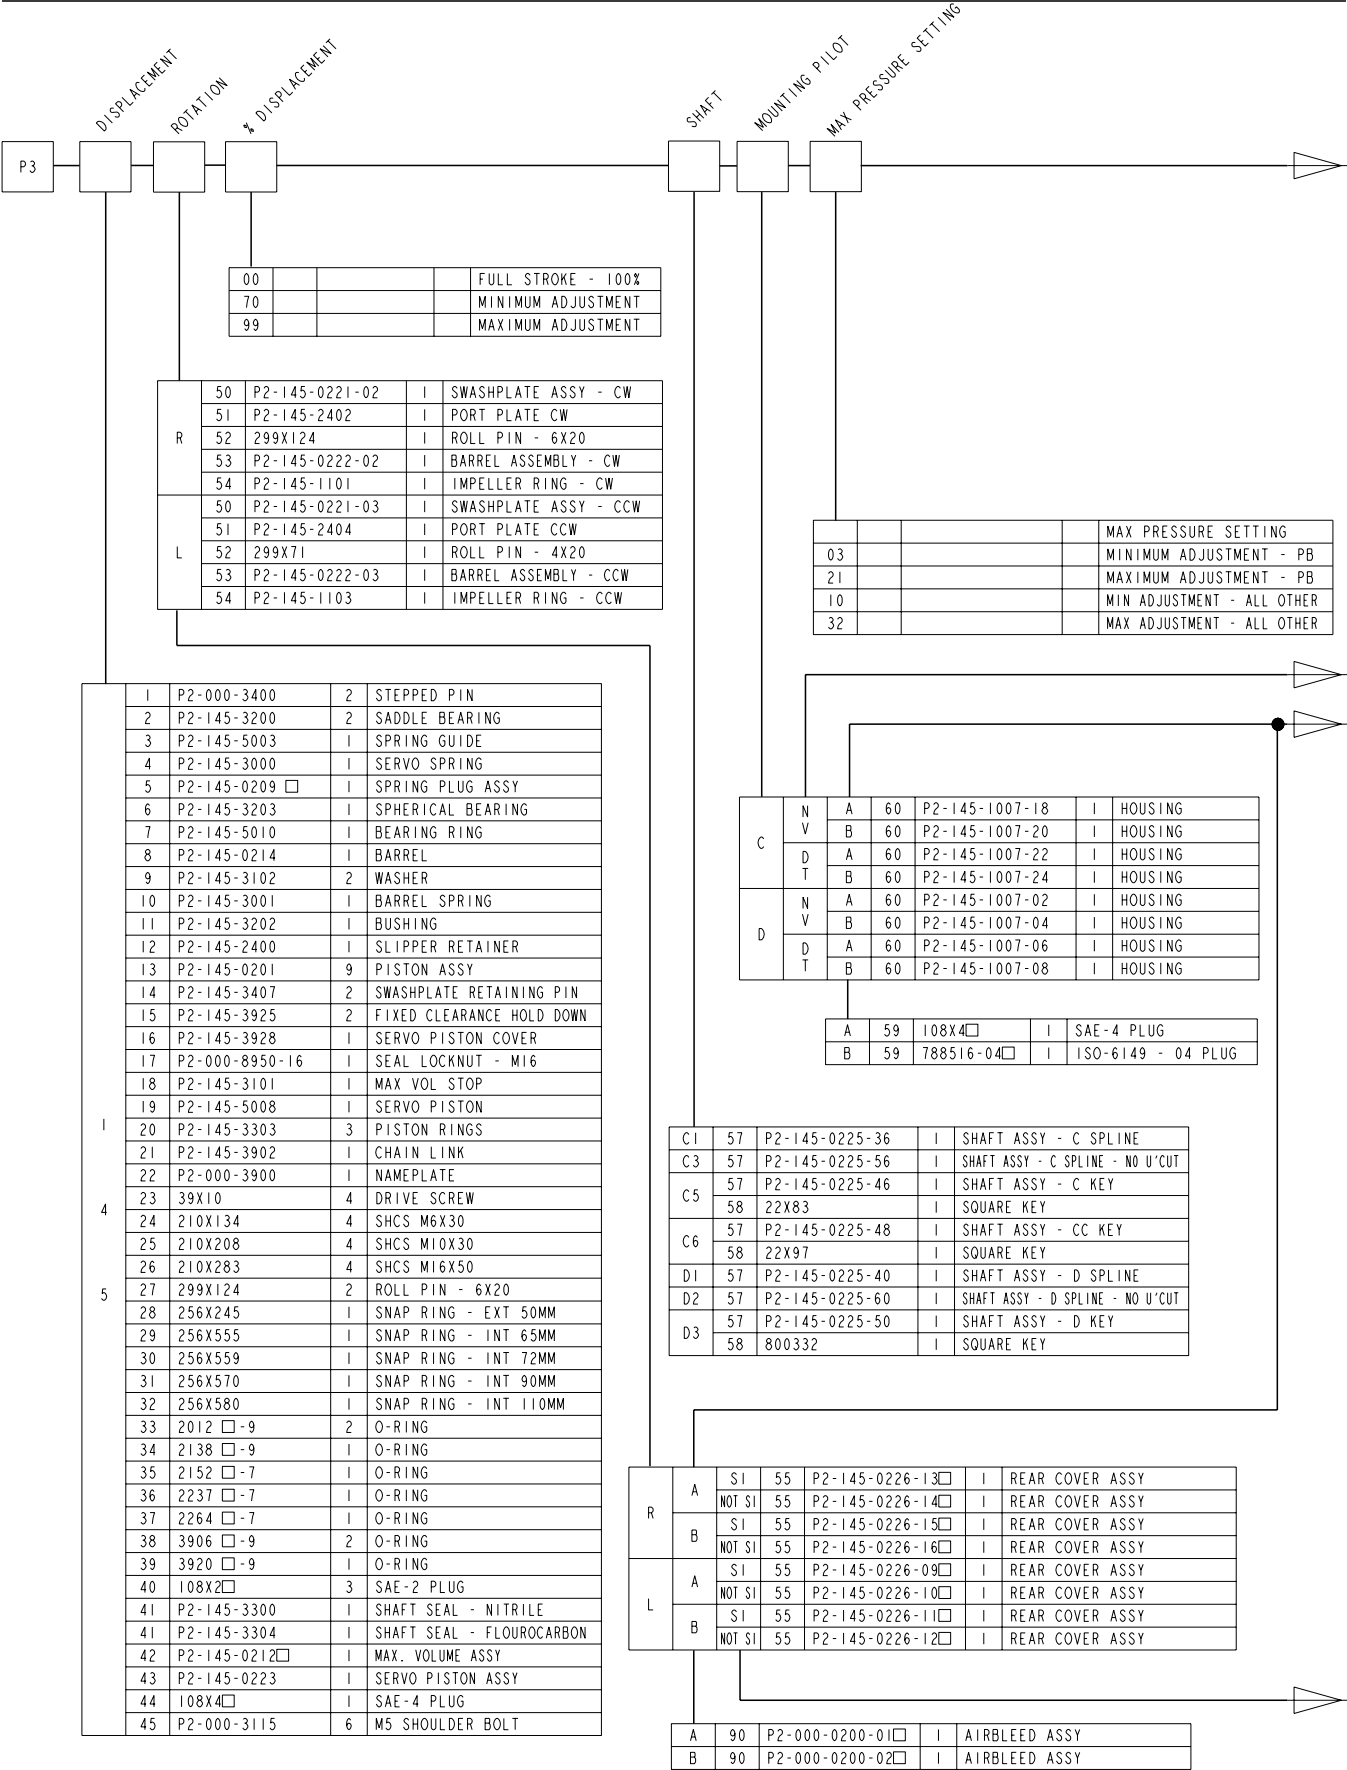 DISPLACEMENT
ROTATION
% DISPLACEMENT
SHAFT
MOUNTING PILOT
MAX PRESSURE SETTING
P3
00 FULL STROKE - 100%
70 MINIMUM ADJUSTMENT
99 MAXIMUM ADJUSTMENT
R
50 P2-145-0221-02 1 SWASHPLATE ASSY - CW
51 P2-145-2402 1 PORT PLATE CW
52 299X124 1 ROLL PIN - 6X20
53 P2-145-0222-02 1 BARREL ASSEMBLY - CW
54 P2-145-1101 1 IMPELLER RING - CW
L
50 P2-145-0221-03 1 SWASHPLATE ASSY - CCW
51 P2-145-2404 1 PORT PLATE CCW
52 299X71 1 ROLL PIN - 4X20
53 P2-145-0222-03 1 BARREL ASSEMBLY - CCW
54 P2-145-1103 1 IMPELLER RING - CCW
MAX PRESSURE SETTING
03 MINIMUM ADJUSTMENT - PB
21 MAXIMUM ADJUSTMENT - PB
10 MIN ADJUSTMENT - ALL OTHER
32 MAX ADJUSTMENT - ALL OTHER
145
1 P2-000-3400 2 STEPPED PIN
2 P2-145-3200 2 SADDLE BEARING
3 P2-145-5003 1 SPRING GUIDE
4 P2-145-3000 1 SERVO SPRING
5 P2-145-0209 □ 1 SPRING PLUG ASSY
6 P2-145-3203 1 SPHERICAL BEARING
7 P2-145-5010 1 BEARING RING
8 P2-145-0214 1 BARREL
9 P2-145-3102 2 WASHER
10 P2-145-3001 1 BARREL SPRING
11 P2-145-3202 1 BUSHING
12 P2-145-2400 1 SLIPPER RETAINER
13 P2-145-0201 9 PISTON ASSY
14 P2-145-3407 2 SWASHPLATE RETAINING PIN
15 P2-145-3925 2 FIXED CLEARANCE HOLD DOWN
16 P2-145-3928 1 SERVO PISTON COVER
17 P2-000-8950-16 1 SEAL LOCKNUT - M16
18 P2-145-3101 1 MAX VOL STOP
19 P2-145-5008 1 SERVO PISTON
20 P2-145-3303 3 PISTON RINGS
21 P2-145-3902 1 CHAIN LINK
22 P2-000-3900 1 NAMEPLATE
23 39X10 4 DRIVE SCREW
24 210X134 4 SHCS M6X30
25 210X208 4 SHCS M10X30
26 210X283 4 SHCS M16X50
27 299X124 2 ROLL PIN - 6X20
28 256X245 1 SNAP RING - EXT 50MM
29 256X555 1 SNAP RING - INT 65MM
30 256X559 1 SNAP RING - INT 72MM
31 256X570 1 SNAP RING - INT 90MM
32 256X580 1 SNAP RING - INT 110MM
33 2012 □ -9 2 O-RING
34 2138 □ -9 1 O-RING
35 2152 □ -7 1 O-RING
36 2237 □ -7 1 O-RING
37 2264 □ -7 1 O-RING
38 3906 □ -9 2 O-RING
39 3920 □ -9 1 O-RING
40 108X2□ 3 SAE-2 PLUG
41 P2-145-3300 1 SHAFT SEAL - NITRILE
41 P2-145-3304 1 SHAFT SEAL - FLOUROCARBON
42 P2-145-0212□ 1 MAX. VOLUME ASSY
43 P2-145-0223 1 SERVO PISTON ASSY
44 108X4□ 1 SAE-4 PLUG
45 P2-000-3115 6 M5 SHOULDER BOLT
C
NV
A 60 P2-145-1007-18 1 HOUSING
B 60 P2-145-1007-20 1 HOUSING
DT
A 60 P2-145-1007-22 1 HOUSING
B 60 P2-145-1007-24 1 HOUSING
D
NV
A 60 P2-145-1007-02 1 HOUSING
B 60 P2-145-1007-04 1 HOUSING
DT
A 60 P2-145-1007-06 1 HOUSING
B 60 P2-145-1007-08 1 HOUSING
A 59 108X4□ 1 SAE-4 PLUG
B 59 788516-04□ 1 ISO-6149 - 04 PLUG
C1 57 P2-145-0225-36 1 SHAFT ASSY - C SPLINE
C3 57 P2-145-0225-56 1 SHAFT ASSY - C SPLINE - NO U'CUT
C5 57 P2-145-0225-46 1 SHAFT ASSY - C KEY
58 22X83 1 SQUARE KEY
C6 57 P2-145-0225-48 1 SHAFT ASSY - CC KEY
58 22X97 1 SQUARE KEY
D1 57 P2-145-0225-40 1 SHAFT ASSY - D SPLINE
D2 57 P2-145-0225-60 1 SHAFT ASSY - D SPLINE - NO U'CUT
D3 57 P2-145-0225-50 1 SHAFT ASSY - D KEY
58 800332 1 SQUARE KEY
R
A
S1 55 P2-145-0226-13□ 1 REAR COVER ASSY
NOT S1 55 P2-145-0226-14□ 1 REAR COVER ASSY
B
S1 55 P2-145-0226-15□ 1 REAR COVER ASSY
NOT S1 55 P2-145-0226-16□ 1 REAR COVER ASSY
L
A
S1 55 P2-145-0226-09□ 1 REAR COVER ASSY
NOT S1 55 P2-145-0226-10□ 1 REAR COVER ASSY
B
S1 55 P2-145-0226-11□ 1 REAR COVER ASSY
NOT S1 55 P2-145-0226-12□ 1 REAR COVER ASSY
A 90 P2-000-0200-01□ 1 AIRBLEED ASSY
B 90 P2-000-0200-02□ 1 AIRBLEED ASSY